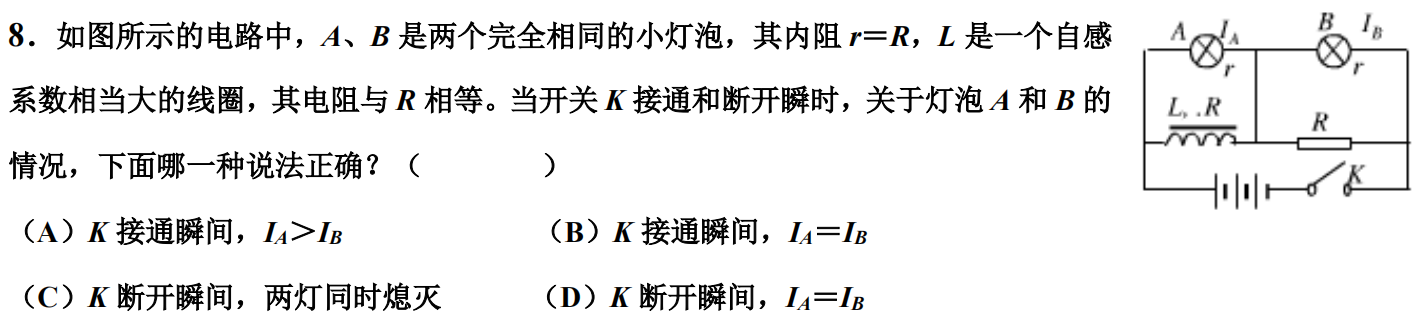 8．如图所示的电路中，A、B 是两个完全相同的小灯泡，其内阻 r＝R，L 是一个自感
系数相当大的线圈，其电阻与 R 相等。当开关 K 接通和断开瞬时，关于灯泡 A 和 B 的
情况，下面哪一种说法正确？（　　　　）
（A）K 接通瞬间，IA＞IB　　（B）K 接通瞬间，IA＝IB
（C）K 断开瞬间，两灯同时熄灭　　（D）K 断开瞬间，IA＝IB
A IA B IB
r r
L, .R R
K